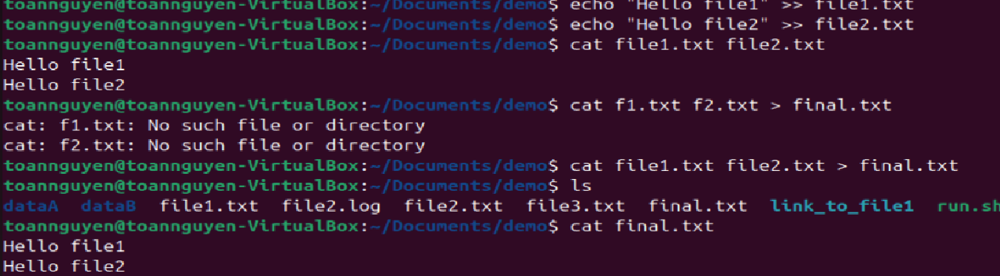 toannguyen@toannguyen-VirtualBox:~/Documents/demo$ echo "Hello file1" >> file1.txt
toannguyen@toannguyen-VirtualBox:~/Documents/demo$ echo "Hello file2" >> file2.txt
toannguyen@toannguyen-VirtualBox:~/Documents/demo$ cat file1.txt file2.txt
Hello file1
Hello file2
toannguyen@toannguyen-VirtualBox:~/Documents/demo$ cat f1.txt f2.txt > final.txt
cat: f1.txt: No such file or directory
cat: f2.txt: No such file or directory
toannguyen@toannguyen-VirtualBox:~/Documents/demo$ cat file1.txt file2.txt > final.txt
toannguyen@toannguyen-VirtualBox:~/Documents/demo$ ls
dataA  dataB  file1.txt  file2.log  file2.txt  file3.txt  final.txt  link_to_file1  run.sh
toannguyen@toannguyen-VirtualBox:~/Documents/demo$ cat final.txt
Hello file1
Hello file2